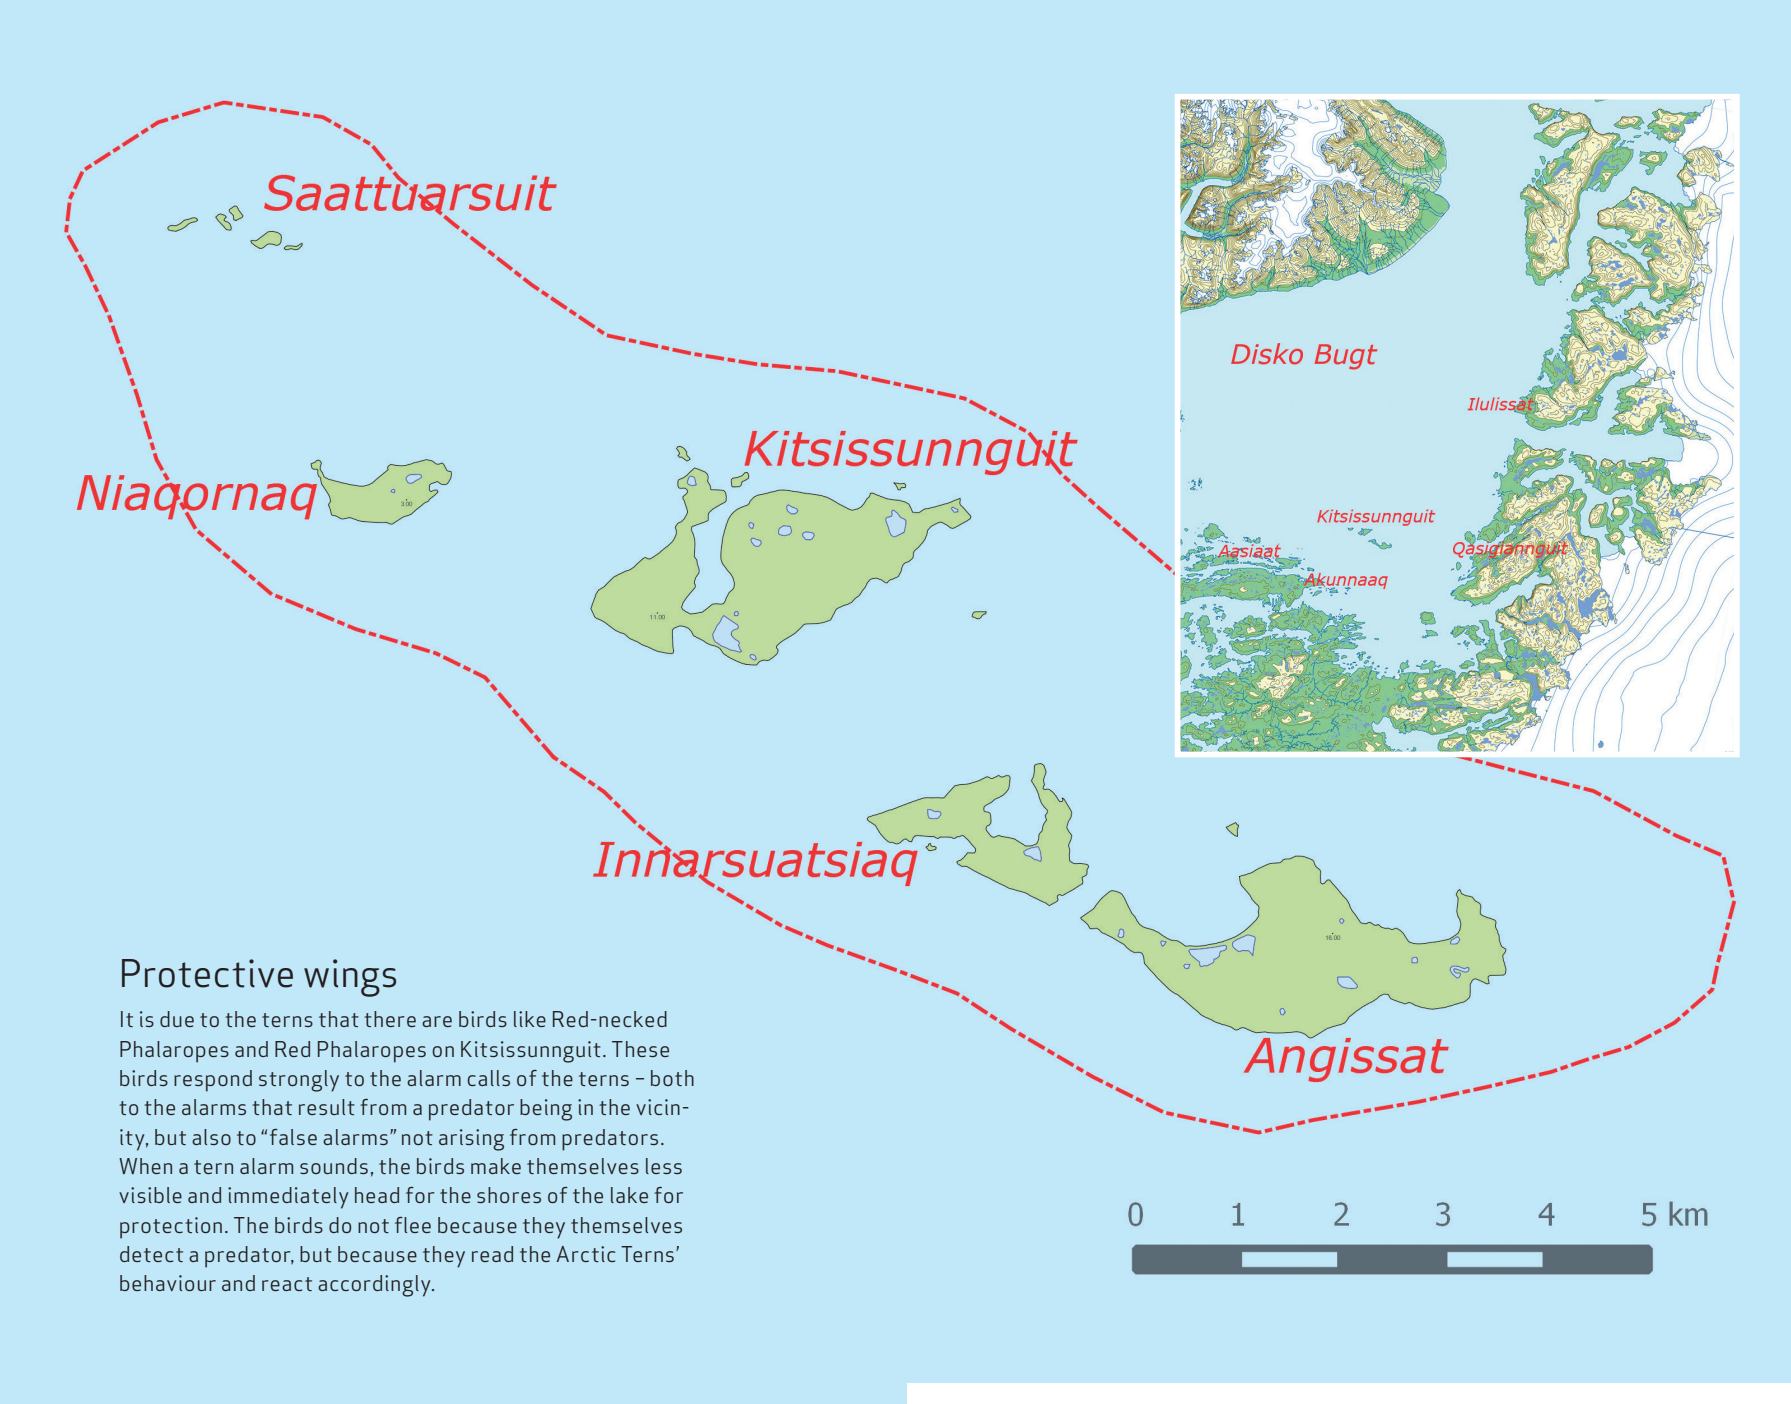 Saattuarsuit
Disko Bugt
Ilulissat
Kitsissunnguit
Niaqornaq
3.00
Kitsissunnguit
Qasigiannguit
Aasiaat
Akunnaaq
11.00
Innarsuatsiaq
16.00
Angissat
Protective wings
It is due to the terns that there are birds like Red-necked
Phalaropes and Red Phalaropes on Kitsissunnguit. These
birds respond strongly to the alarm calls of the terns – both
to the alarms that result from a predator being in the vicin-
ity, but also to “false alarms” not arising from predators.
When a tern alarm sounds, the birds make themselves less
visible and immediately head for the shores of the lake for
protection. The birds do not flee because they themselves
detect a predator, but because they read the Arctic Terns’
behaviour and react accordingly.
0 1 2 3 4 5 km